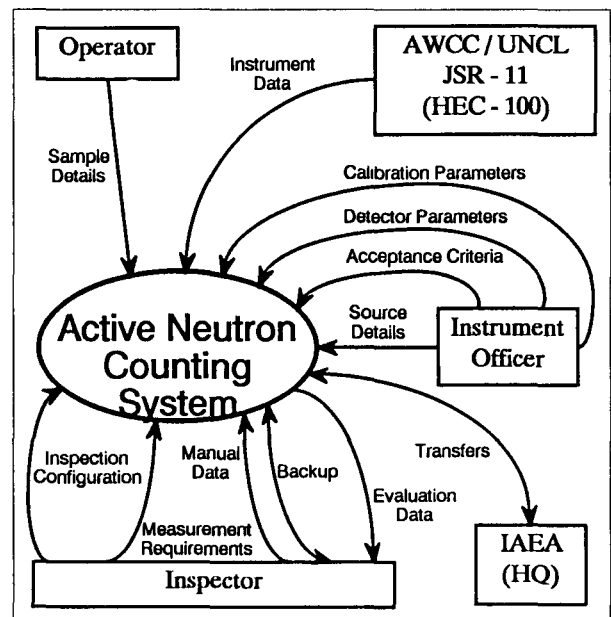 Operator
AWCC / UNCL
JSR - 11
(HEC - 100)
Instrument
Data
Sample
Details
Calibration Parameters
Detector Parameters
Acceptance Criteria
Source
Details
Instrument
Officer
Active Neutron
Counting
System
Inspection
Configuration
Manual
Data
Backup
Transfers
Evaluation
Data
Measurement
Requirements
Inspector
IAEA
(HQ)